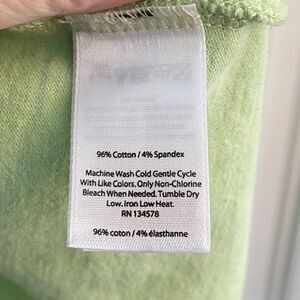 96% Cotton / 4% Spandex
Machine Wash Cold Gentle Cycle
With Like Colors. Only Non-Chlorine
Bleach When Needed. Tumble Dry
Low. Iron Low Heat.
RN 134578
96% coton / 4% élasthanne